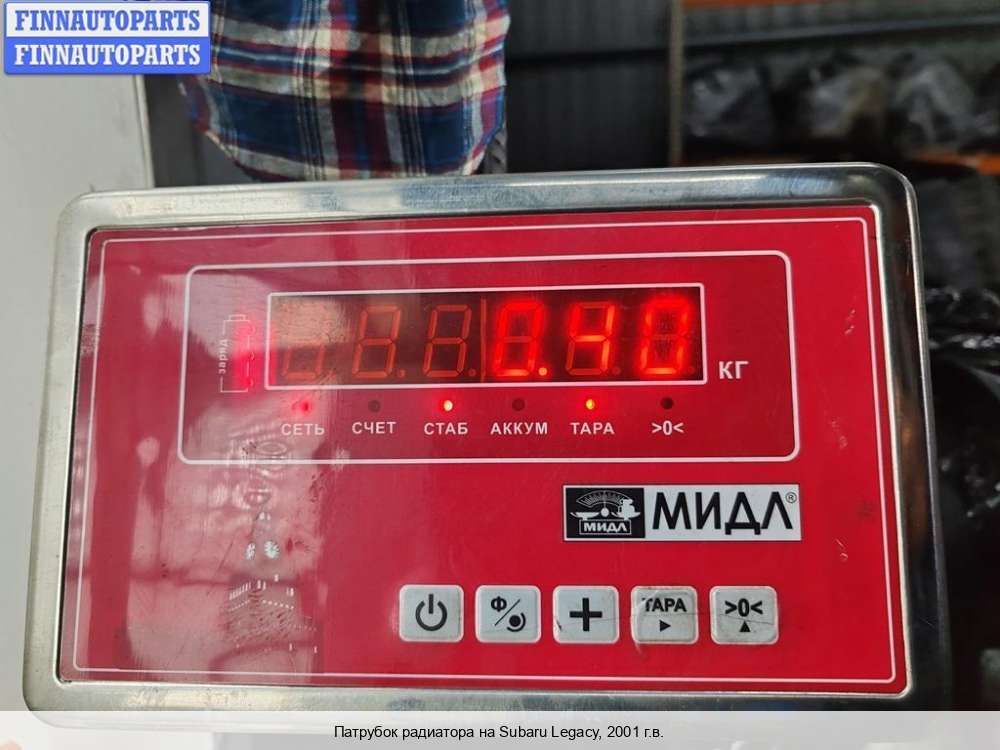 FINNAUTOPARTS
FINNAUTOPARTS
заряд
0.40
КГ
СЕТЬ СЧЕТ СТАБ АККУМ ТАРА >0<
МИДЛ МИДЛ®
Ф
ТАРА >0<
Патрубок радиатора на Subaru Legacy, 2001 г.в.